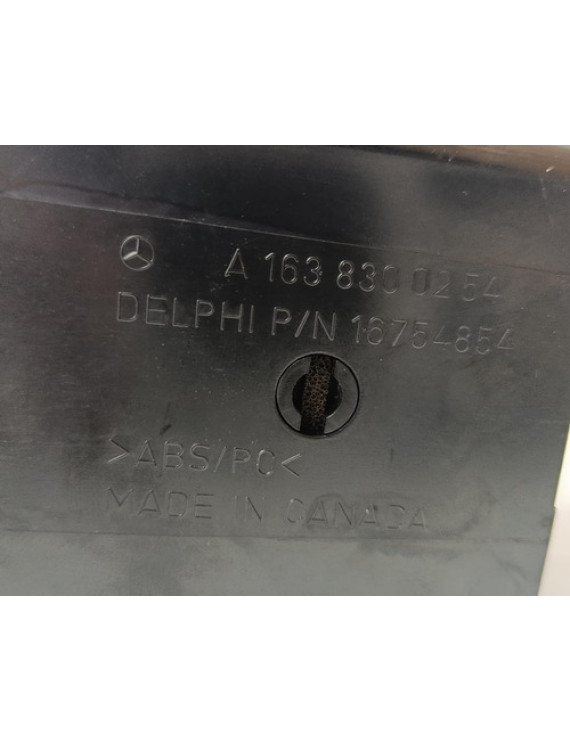 A 163 830 02 54
DELPHI P/N 16754854
>ABS/PC<
MADE IN CANADA